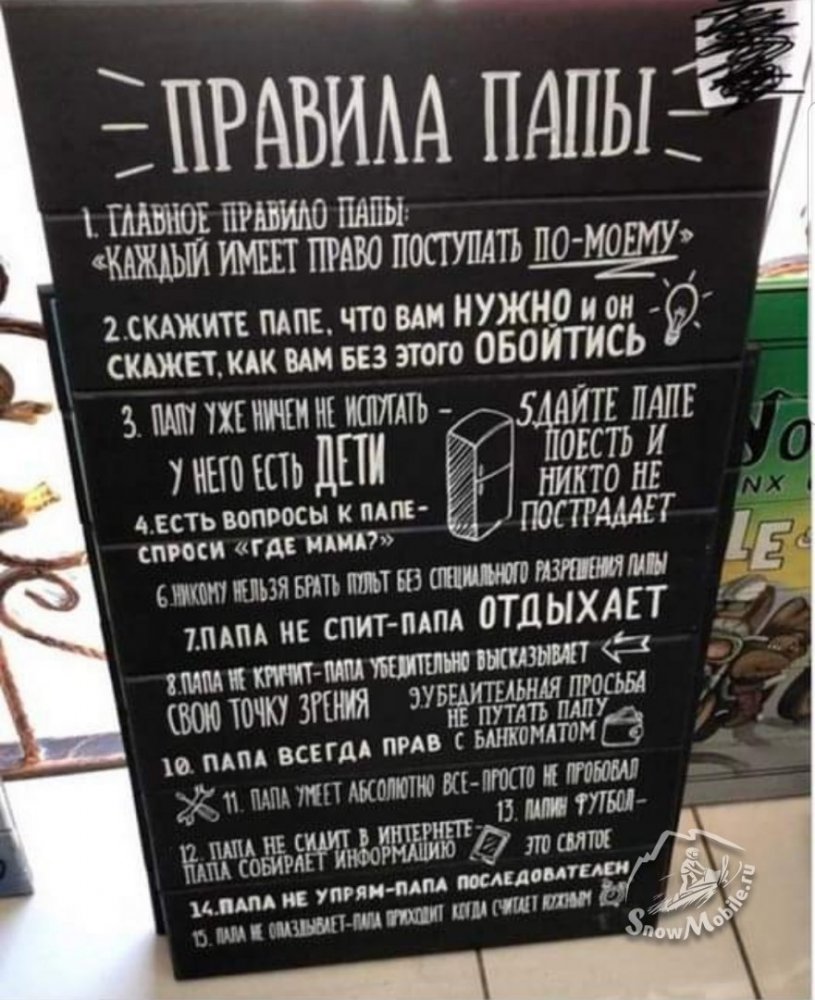 ПРАВИЛА ПАПЫ
1. ГЛАВНОЕ ПРАВИЛО ПАПЫ:
«КАЖДЫЙ ИМЕЕТ ПРАВО ПОСТУПАТЬ ПО-МОЕМУ»
2.СКАЖИТЕ ПАПЕ, ЧТО ВАМ НУЖНО И ОН
СКАЖЕТ, КАК ВАМ БЕЗ ЭТОГО ОБОЙТИСЬ
3. ПАПУ УЖЕ НИЧЕМ НЕ ИСПУГАТЬ –
У НЕГО ЕСТЬ ДЕТИ
4.ЕСТЬ ВОПРОСЫ К ПАПЕ-
СПРОСИ «ГДЕ МАМА?»
5.ДАЙТЕ ПАПЕ
ПОЕСТЬ И
НИКТО НЕ
ПОСТРАДАЕТ
6.НИКОМУ НЕЛЬЗЯ БРАТЬ ПУЛЬТ БЕЗ СПЕЦИАЛЬНОГО РАЗРЕШЕНИЯ ПАПЫ
7.ПАПА НЕ СПИТ-ПАПА ОТДЫХАЕТ
8.ПАПА НЕ КРИЧИТ-ПАПА УБЕДИТЕЛЬНО ВЫСКАЗЫВАЕТ
СВОЮ ТОЧКУ ЗРЕНИЯ
9.УБЕДИТЕЛЬНАЯ ПРОСЬБА
НЕ ПУТАТЬ ПАПУ
С БАНКОМАТОМ
10. ПАПА ВСЕГДА ПРАВ
11. ПАПА УМЕЕТ АБСОЛЮТНО ВСЕ-ПРОСТО НЕ ПРОБОВАЛ
12. ПАПА НЕ СИДИТ В ИНТЕРНЕТЕ-
ПАПА СОБИРАЕТ ИНФОРМАЦИЮ
13. ПАПИН ФУТБОЛ-
ЭТО СВЯТОЕ
14.ПАПА НЕ УПРЯМ-ПАПА ПОСЛЕДОВАТЕЛЕН
15. ПАПА НЕ ОПАЗДЫВАЕТ-ПАПА ПРИХОДИТ КОГДА СЧИТАЕТ НУЖНЫМ
SnowMobile.ru